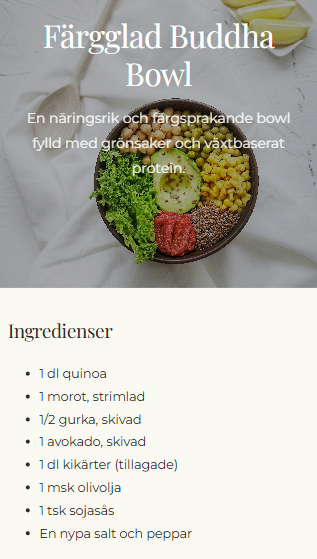 Färgglad Buddha
Bowl
En näringsrik och färgsprakande bowl
fylld med grönsaker och växtbaserat
protein.
Ingredienser
• 1 dl quinoa
• 1 morot, strimlad
• 1/2 gurka, skivad
• 1 avokado, skivad
• 1 dl kikärter (tillagade)
• 1 msk olivolja
• 1 tsk sojasås
• En nypa salt och peppar